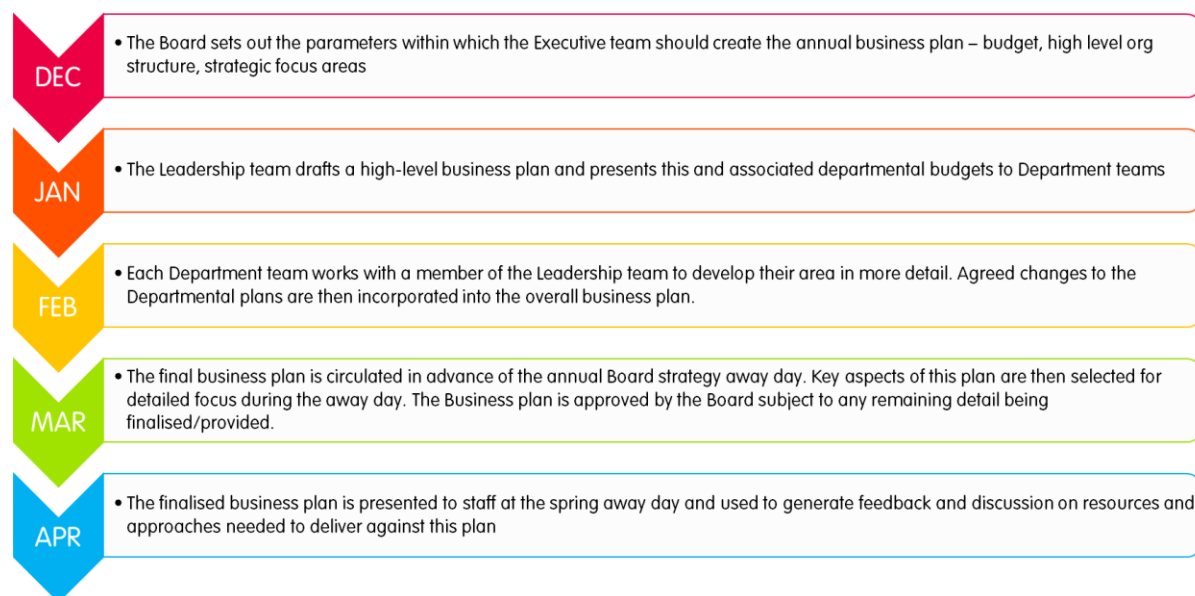 DEC
• The Board sets out the parameters within which the Executive team should create the annual business plan – budget, high level org
structure, strategic focus areas
JAN
• The Leadership team drafts a high-level business plan and presents this and associated departmental budgets to Department teams
FEB
• Each Department team works with a member of the Leadership team to develop their area in more detail. Agreed changes to the
Departmental plans are then incorporated into the overall business plan.
MAR
• The final business plan is circulated in advance of the annual Board strategy away day. Key aspects of this plan are then selected for
detailed focus during the away day. The Business plan is approved by the Board subject to any remaining detail being
finalised/provided.
APR
• The finalised business plan is presented to staff at the spring away day and used to generate feedback and discussion on resources and
approaches needed to deliver against this plan